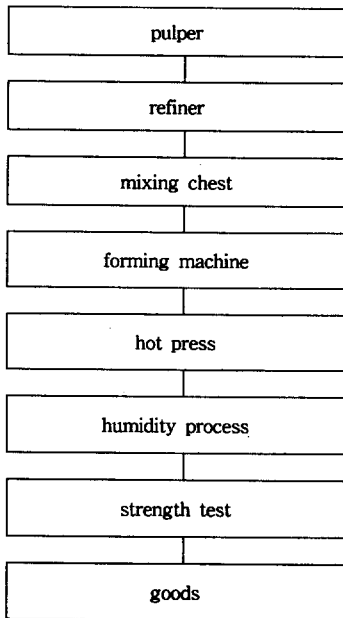 pulper
refiner
mixing chest
forming machine
hot press
humidity process
strength test
goods